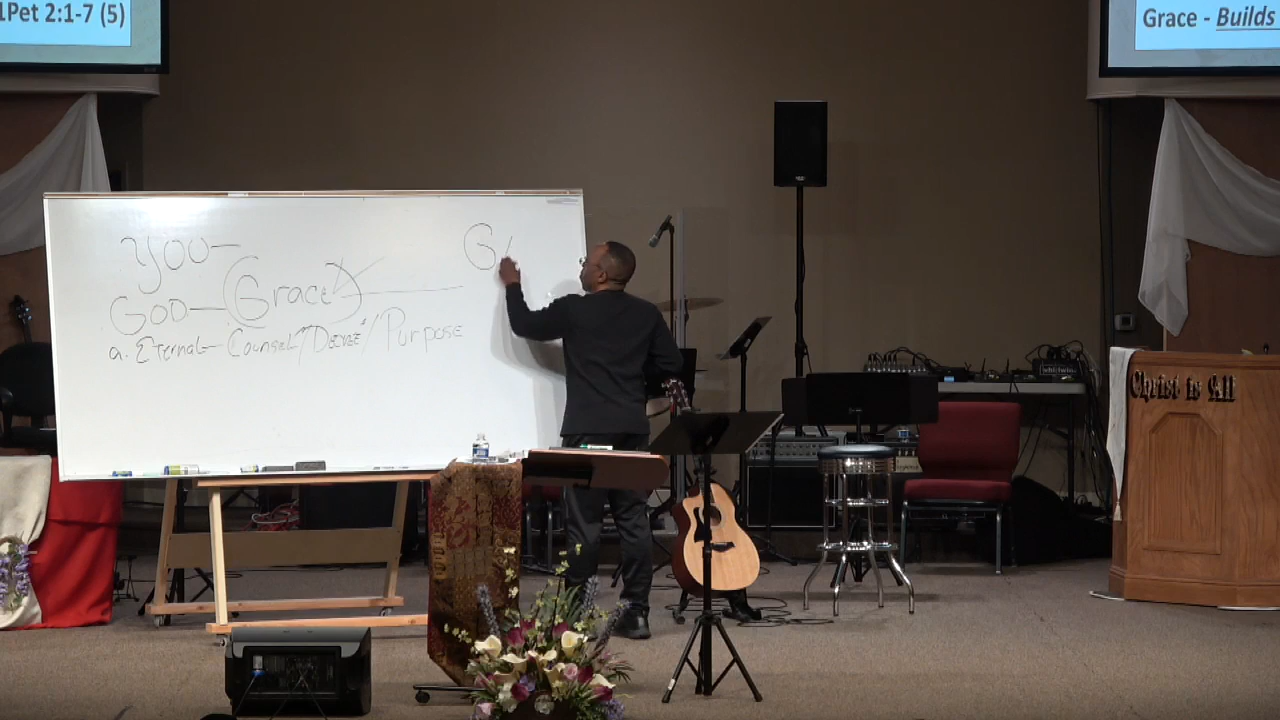 1Pet 2:1-7 (5)
Grace - Builds
YOU-
GOD-Grace
G
a. Eternal-Counsel/"Decree"/Purpose
Christ is All